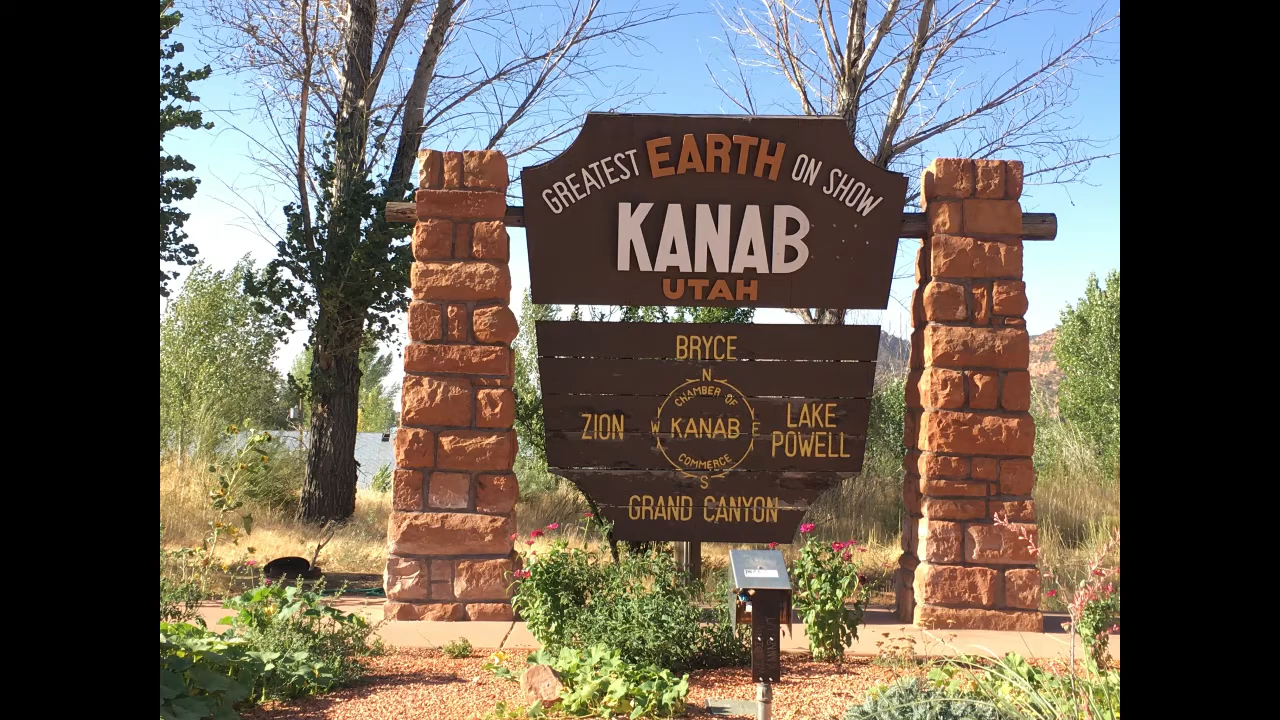 GREATEST EARTH ON SHOW
KANAB
UTAH
BRYCE
N
CHAMBER OF
ZION W KANAB E LAKE POWELL
COMMERCE
S
GRAND CANYON